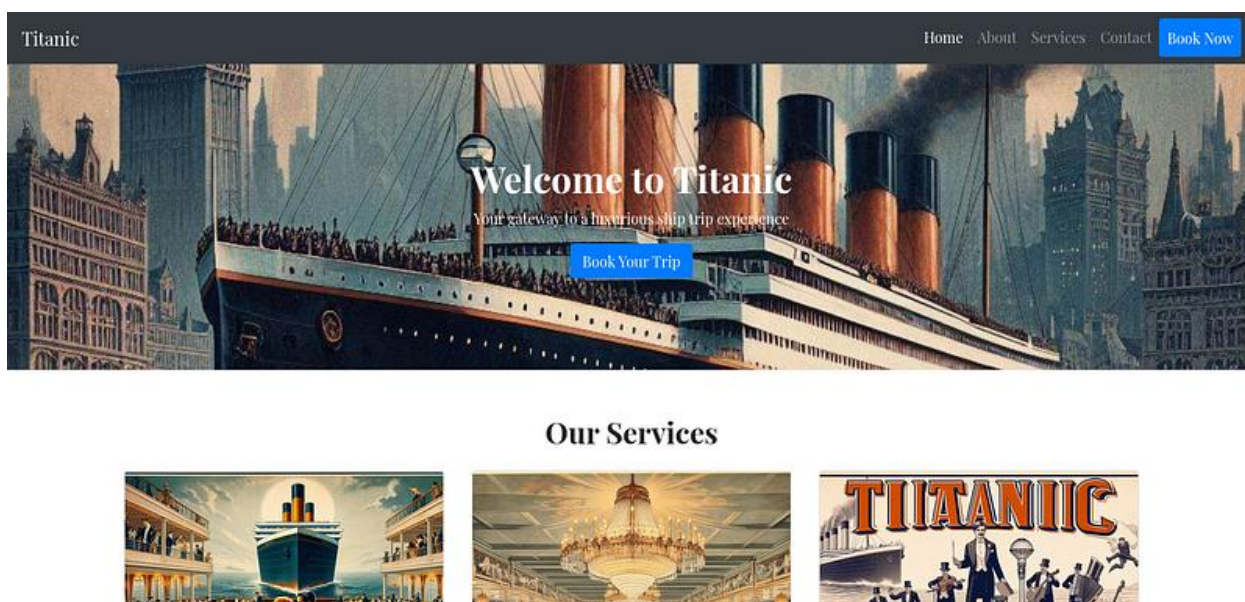 Titanic
Home About Services Contact Book Now
Welcome to Titanic
Your gateway to a luxurious ship trip experience
Book Your Trip
Our Services
TIITANIIC